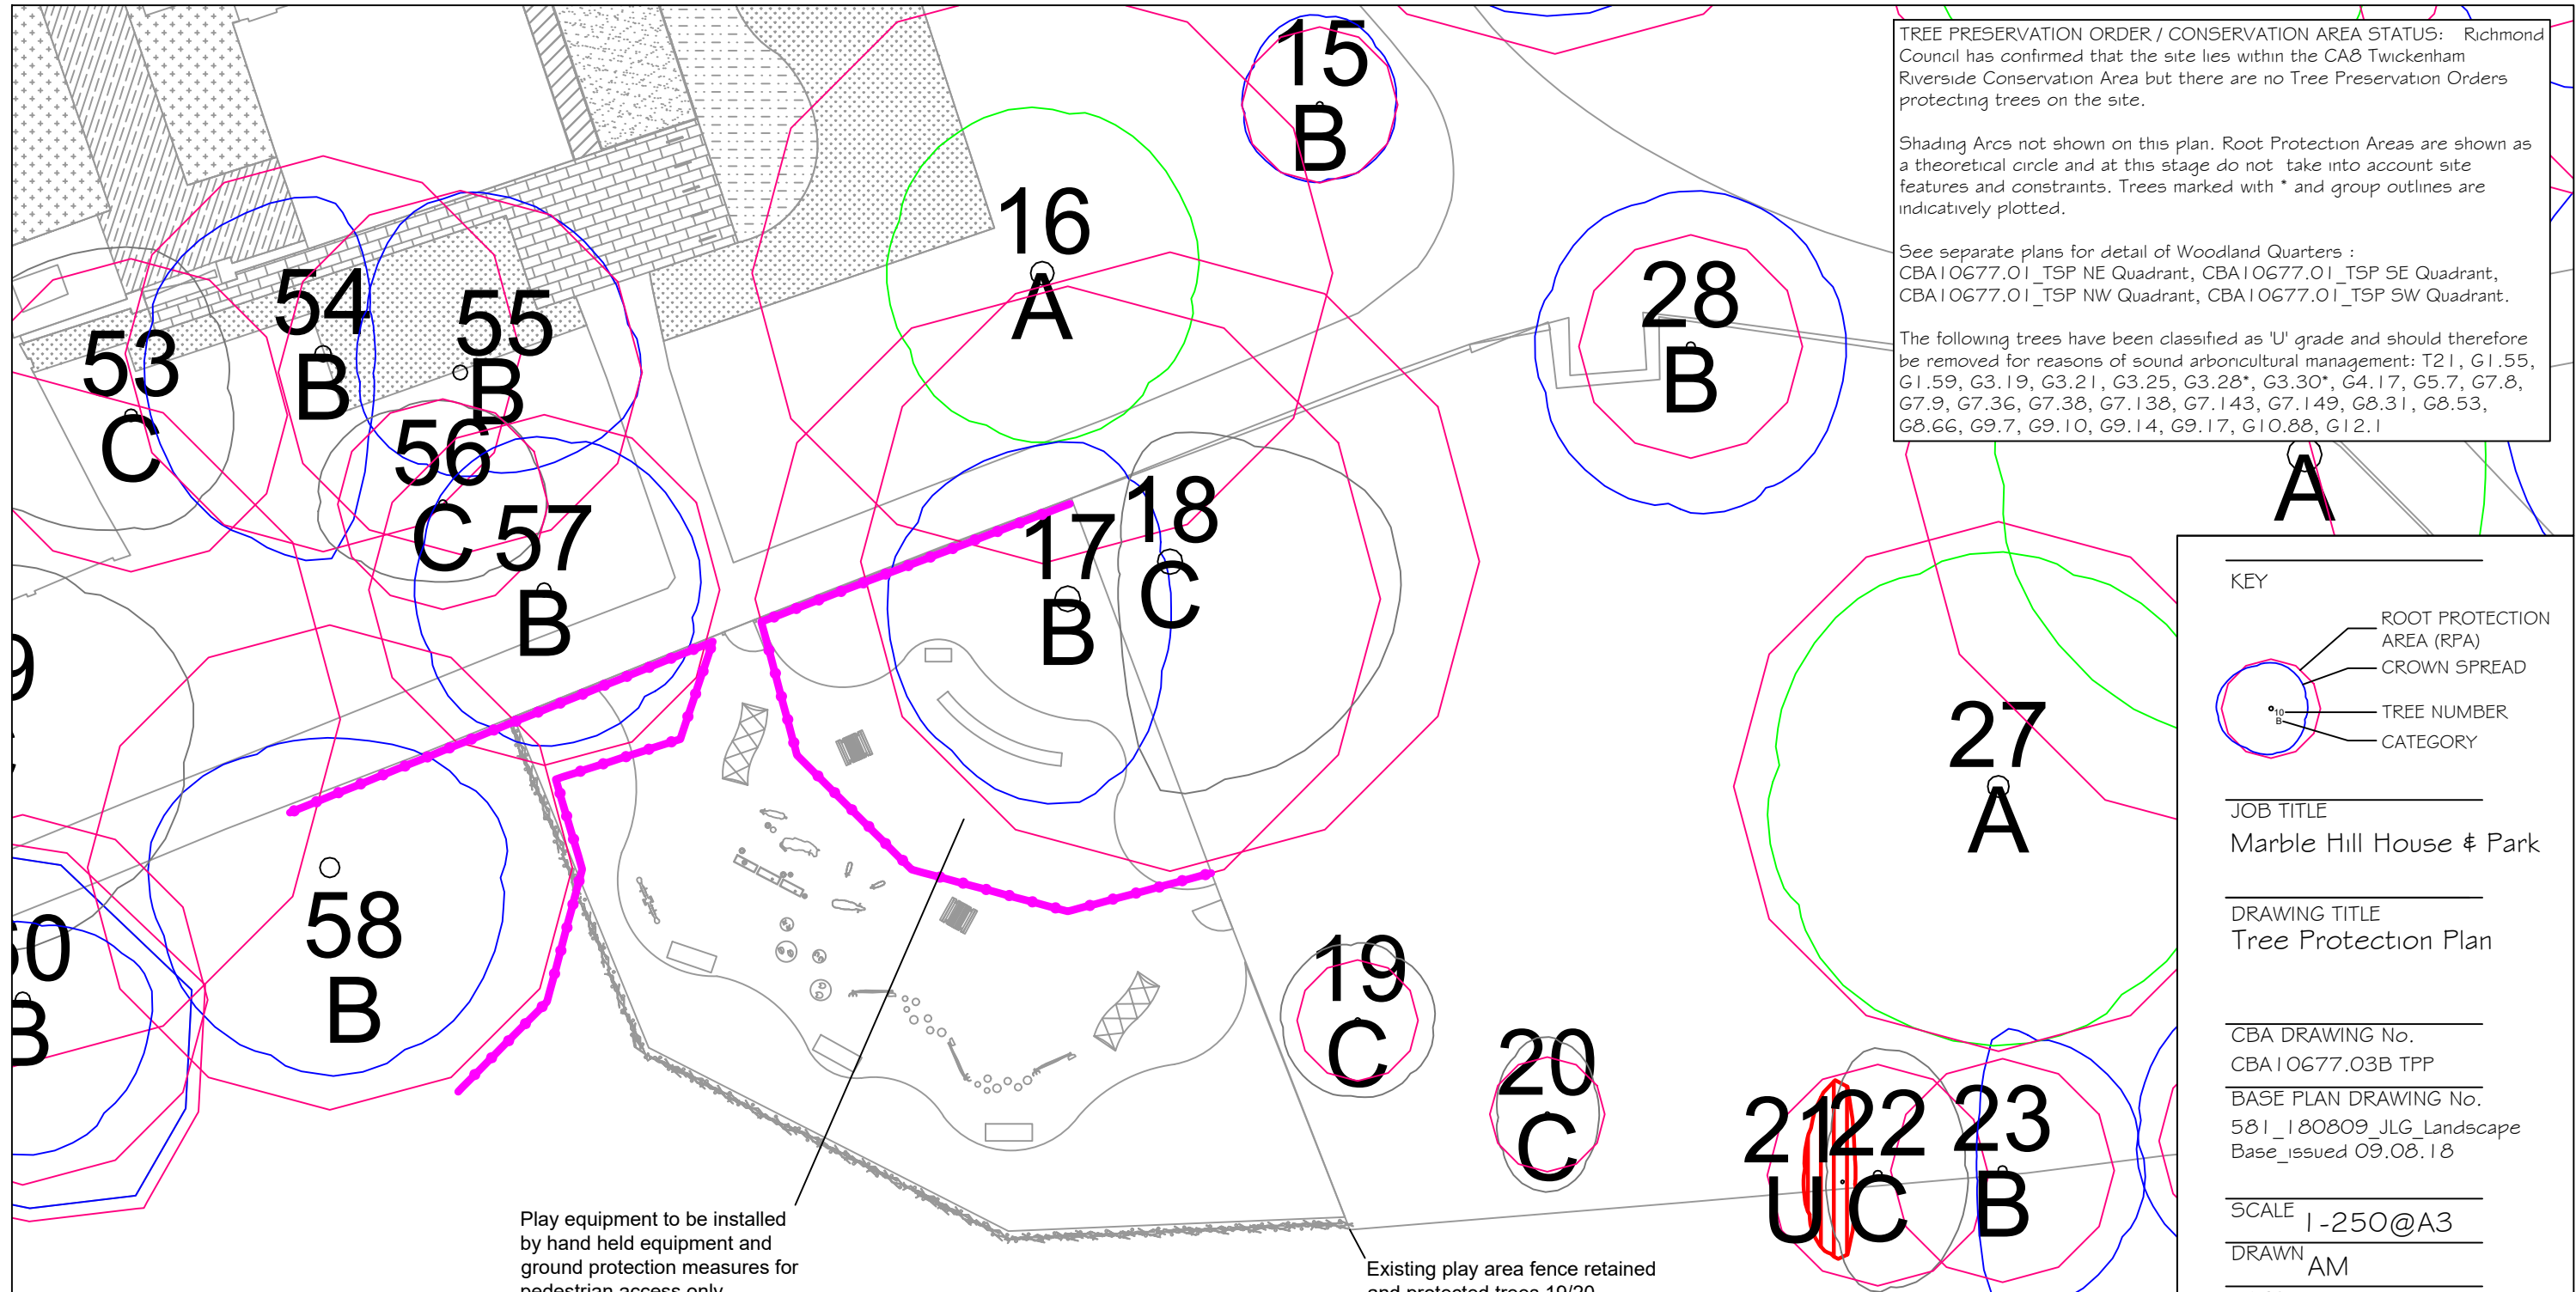 TREE PRESERVATION ORDER / CONSERVATION AREA STATUS: Richmond
Council has confirmed that the site lies within the CA8 Twickenham
Riverside Conservation Area but there are no Tree Preservation Orders
protecting trees on the site.
Shading Arcs not shown on this plan. Root Protection Areas are shown as
a theoretical circle and at this stage do not take into account site
features and constraints. Trees marked with * and group outlines are
indicatively plotted.
See separate plans for detail of Woodland Quarters :
CBA10677.01_TSP NE Quadrant, CBA10677.01_TSP SE Quadrant,
CBA10677.01_TSP NW Quadrant, CBA10677.01_TSP SW Quadrant.
The following trees have been classified as 'U' grade and should therefore
be removed for reasons of sound arboricultural management: T21, G1.55,
G1.59, G3.19, G3.21, G3.25, G3.28*, G3.30*, G4.17, G5.7, G7.8,
G7.9, G7.36, G7.38, G7.138, G7.143, G7.149, G8.31, G8.53,
G8.66, G9.7, G9.10, G9.14, G9.17, G10.88, G12.1
15
B
16
A
28
B
54
B
55
B
53
C
56
C
57
B
17
B
18
C
A
27
A
58
B
B
19
C
20
C
21
U
22
C
23
B
Play equipment to be installed
by hand held equipment and
ground protection measures for
pedestrian access only
Existing play area fence retained
and protected trees 19/20
KEY
ROOT PROTECTION
AREA (RPA)
CROWN SPREAD
10
TREE NUMBER
B
CATEGORY
JOB TITLE
Marble Hill House & Park
DRAWING TITLE
Tree Protection Plan
CBA DRAWING No.
CBA10677.03B TPP
BASE PLAN DRAWING No.
581_180809_JLG_Landscape
Base_issued 09.08.18
SCALE 1-250@A3
DRAWN AM